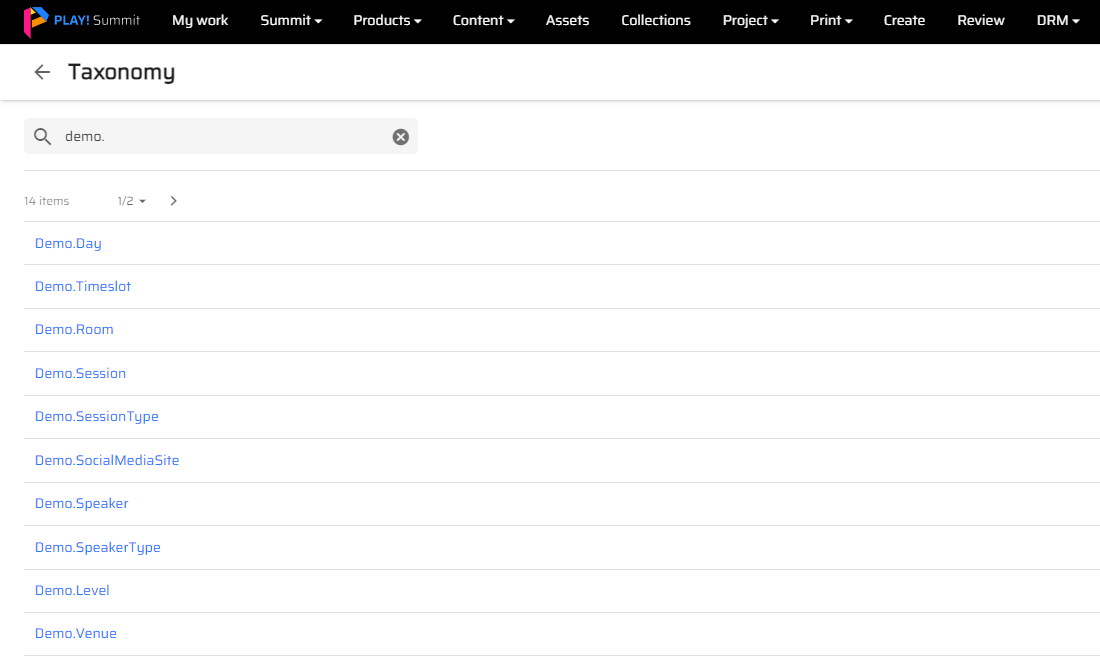 PLAY! Summit My work Summit Products Content Assets Collections Project Print Create Review DRM
Taxonomy
demo.
14 items 1/2
Demo.Day
Demo.Timeslot
Demo.Room
Demo.Session
Demo.SessionType
Demo.SocialMediaSite
Demo.Speaker
Demo.SpeakerType
Demo.Level
Demo.Venue